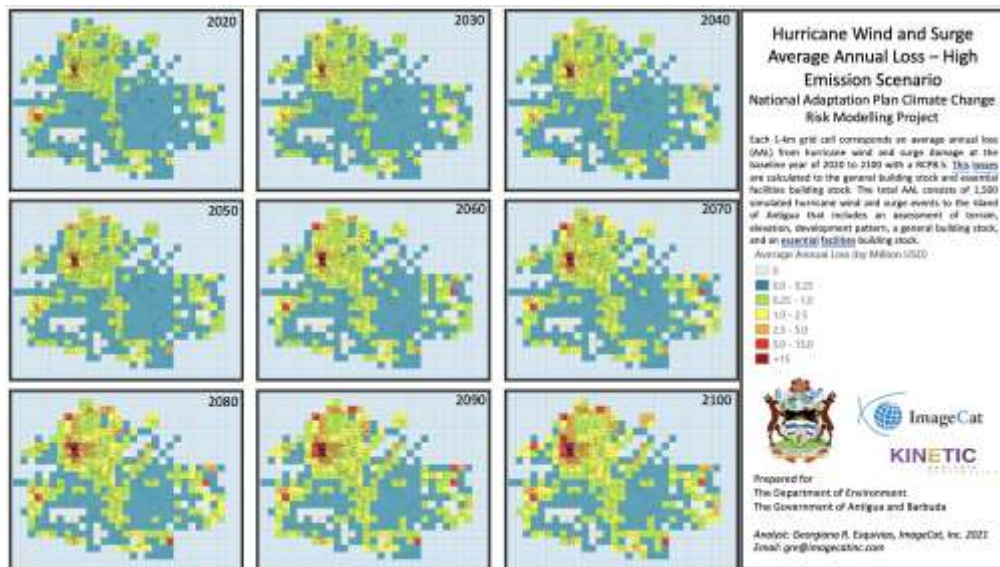 2020
2030
2040
2050
2060
2070
2080
2090
2100
Hurricane Wind and Surge
Average Annual Loss – High
Emission Scenario
National Adaptation Plan Climate Change
Risk Modelling Project
Each 1-km grid cell corresponds an average annual loss
(AAL) from hurricane wind and surge damage at the
baseline year of 2020 to 2100 with a RCP8.5. This losses
are calculated to the general building stock and essential
facilities building stock. The total AAL consists of 1,500
simulated hurricane wind and surge events to the island
of Antigua that includes an assessment of terrain,
elevation, development pattern, a general building stock,
and an essential facilities building stock.
Average Annual Loss (by Million USD)
0
0.0 - 0.25
0.25 - 1.0
1.0 - 2.5
2.5 - 5.0
ImageCat
KINETIC
Prepared for
The Department of Environment
The Government of Antigua and Barbuda
Analyst: Georgiana R. Esquivias, ImageCat, Inc. 2021
Email: gre@imagecatinc.com